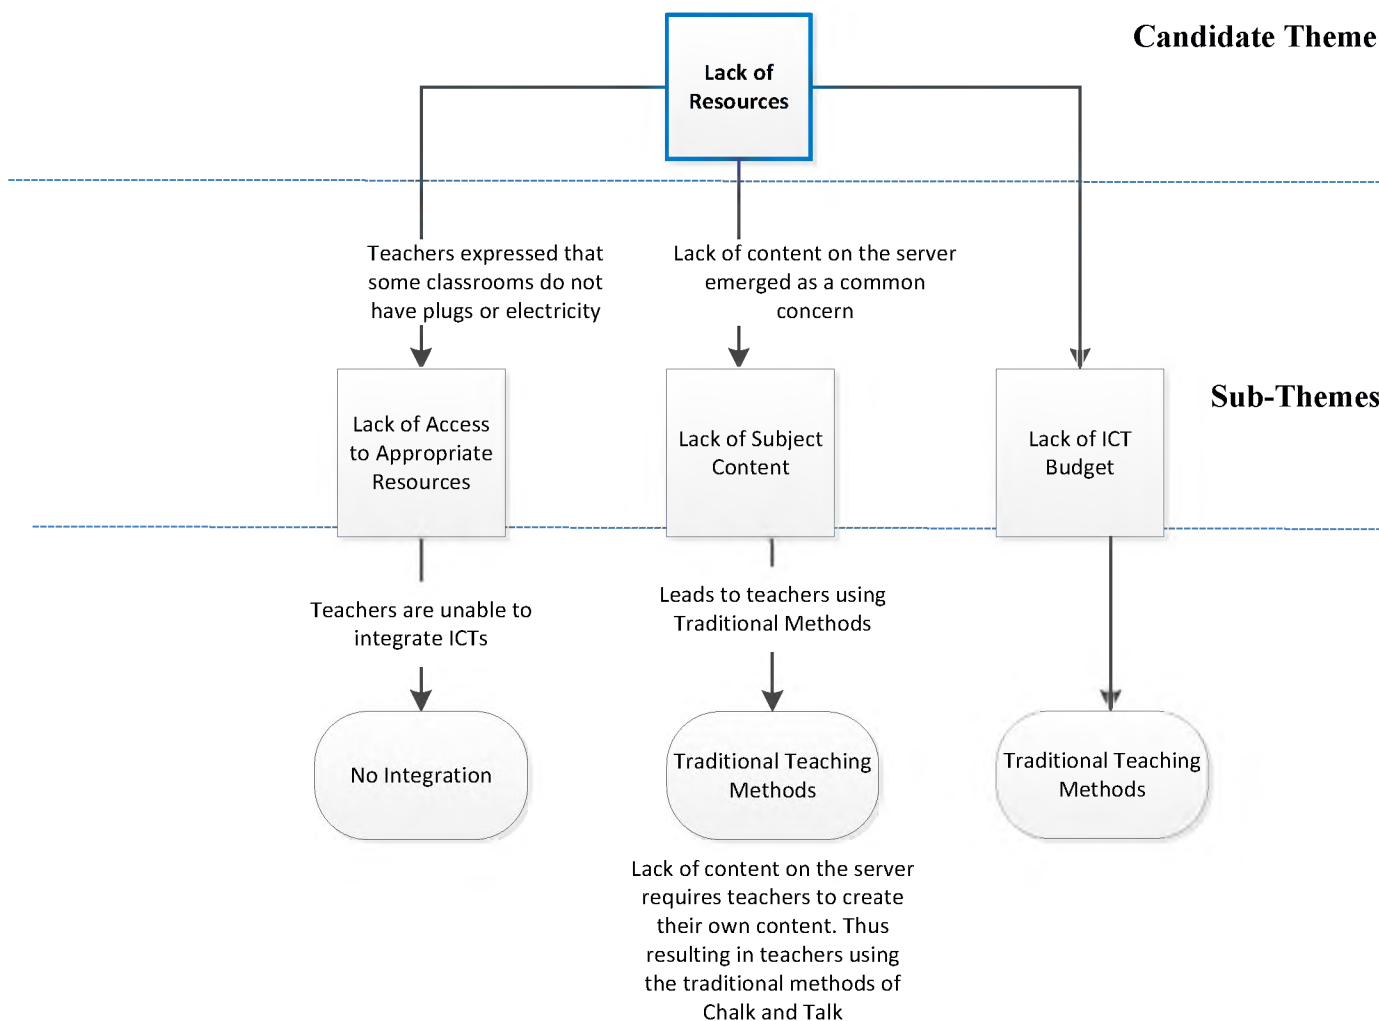 Candidate Theme
Lack of
Resources
Teachers expressed that
some classrooms do not
have plugs or electricity
Lack of content on the server
emerged as a common
concern
Sub-Themes
Lack of Access
to Appropriate
Resources
Lack of Subject
Content
Lack of ICT
Budget
Teachers are unable to
integrate ICTs
Leads to teachers using
Traditional Methods
No Integration
Traditional Teaching
Methods
Traditional Teaching
Methods
Lack of content on the server
requires teachers to create
their own content. Thus
resulting in teachers using
the traditional methods of
Chalk and Talk